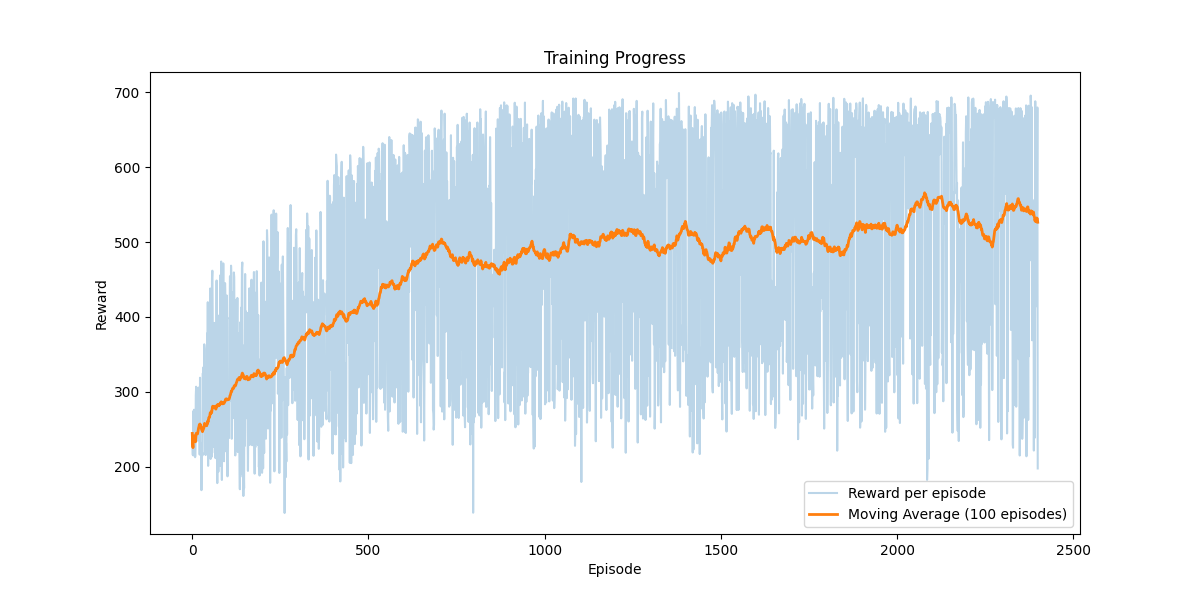 Training Progress
Reward
700
600
500
400
300
200
0
500
1000
1500
2000
2500
Episode
Reward per episode
Moving Average (100 episodes)